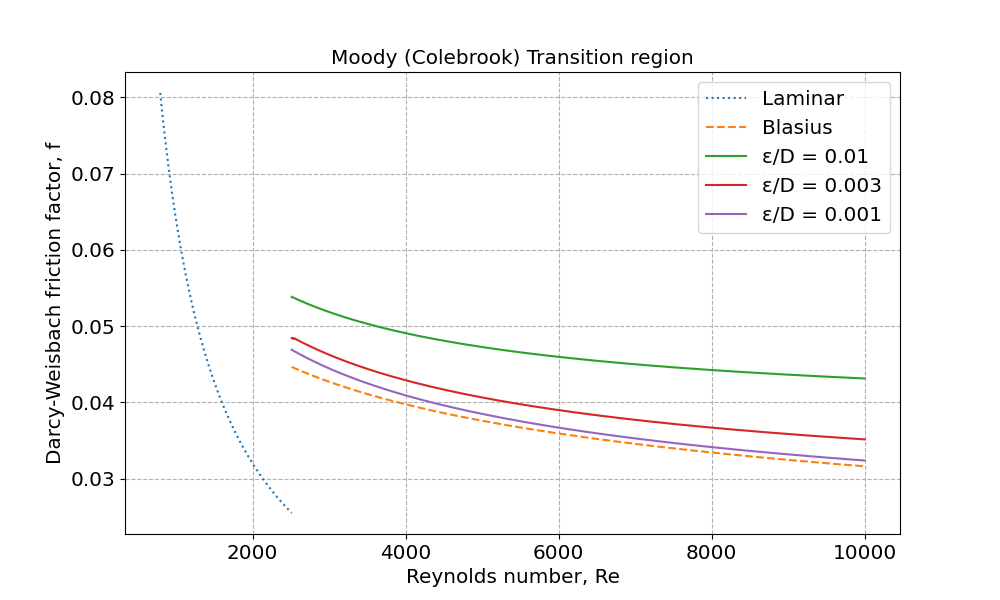 Moody (Colebrook) Transition region
Darcy-Weisbach friction factor, f
0.08
0.07
0.06
0.05
0.04
0.03
Laminar
Blasius
ε/D = 0.01
ε/D = 0.003
ε/D = 0.001
2000
4000
6000
8000
10000
Reynolds number, Re